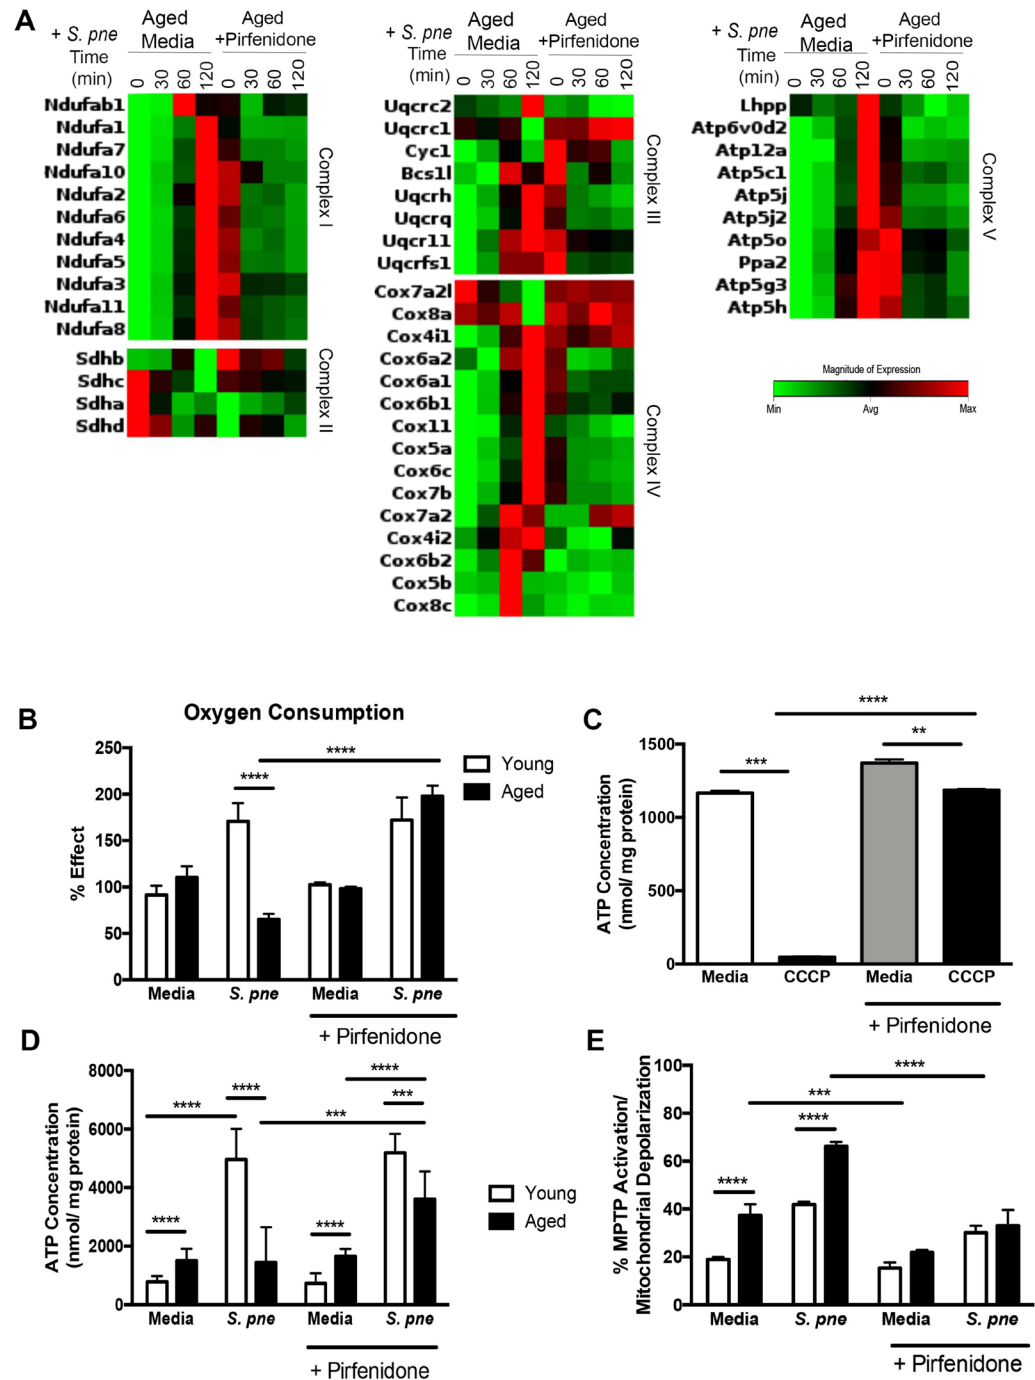 A
+ S. pne
Aged
Media
Aged
+Pirfenidone
Time
(min)
0 30 60 120 0 30 60 120
Ndufab1
Ndufa1
Ndufa7
Ndufa10
Ndufa2
Ndufa6
Ndufa4
Ndufa5
Ndufa3
Ndufa11
Ndufa8
Complex I
Sdhb
Sdhc
Sdha
Sdhd
Complex II
+ S. pne
Aged
Media
Aged
+Pirfenidone
Time
(min)
0 30 60 120 0 30 60 120
Uqcrc2
Uqcrc1
Cyc1
Bcs1l
Uqcrh
Uqcrq
Uqcr11
Uqcrfs1
Complex III
Cox7a2l
Cox8a
Cox4i1
Cox6a2
Cox6a1
Cox6b1
Cox11
Cox5a
Cox6c
Cox7b
Cox7a2
Cox4i2
Cox6b2
Cox5b
Cox8c
Complex IV
+ S. pne
Aged
Media
Aged
+Pirfenidone
Time
(min)
0 30 60 120 0 30 60 120
Lhpp
Atp6v0d2
Atp12a
Atp5c1
Atp5j
Atp5j2
Atp5o
Ppa2
Atp5g3
Atp5h
Complex V
Magnitude of Expression
Min Avg Max
B
Oxygen Consumption
% Effect
250
200
150
100
50
0
**** ****
Young
Aged
Media S. pne Media S. pne
+ Pirfenidone
C
ATP Concentration
(nmol/ mg protein)
1500
1000
500
0
****
*** **
Media CCCP Media CCCP
+ Pirfenidone
D
ATP Concentration
(nmol/ mg protein)
8000
6000
4000
2000
0
**** **** **** *** **** **** ***
Young
Aged
Media S. pne Media S. pne
+ Pirfenidone
E
% MPTP Activation/
Mitochondrial Depolarization
100
80
60
40
20
0
**** **** *** ****
Media S. pne Media S. pne
+ Pirfenidone